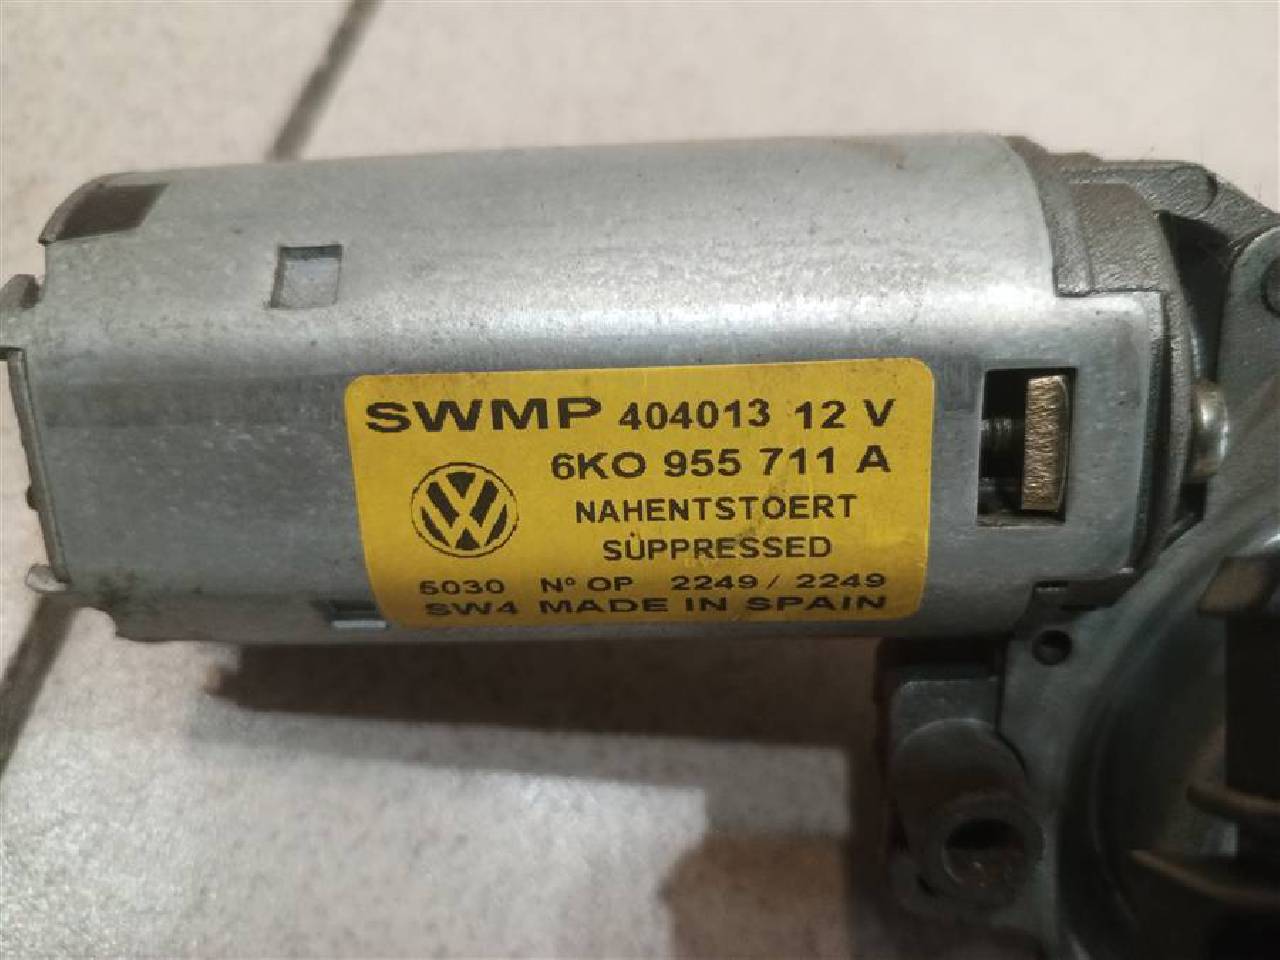 SWMP 404013 12 V
6KO 955 711 A
NAHENTSTOERT
SUPPRESSED
5030 Nº OP 2249 / 2249
SW4 MADE IN SPAIN